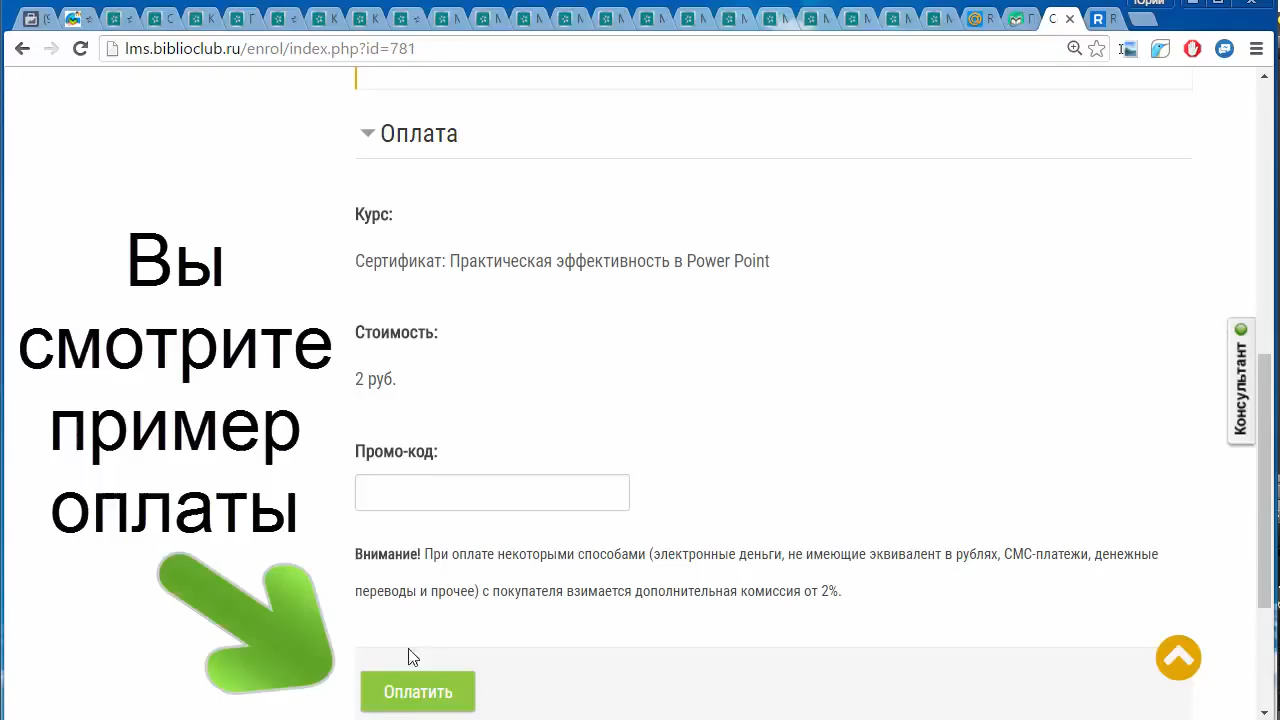 Юрий
lms.biblioclub.ru/enrol/index.php?id=781
Оплата
Курс:
Сертификат: Практическая эффективность в Power Point
Стоимость:
2 руб.
Промо-код:
Внимание! При оплате некоторыми способами (электронные деньги, не имеющие эквивалент в рублях, СМС-платежи, денежные
переводы и прочее) с покупателя взимается дополнительная комиссия от 2%.
Оплатить
Вы
смотрите
пример
оплаты
Консультант